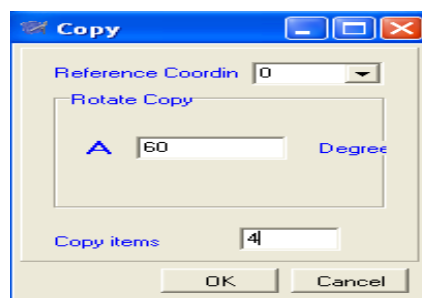 Copy
Reference Coordin 0
Rotate Copy
A 60 Degree
Copy items 4
OK Cancel